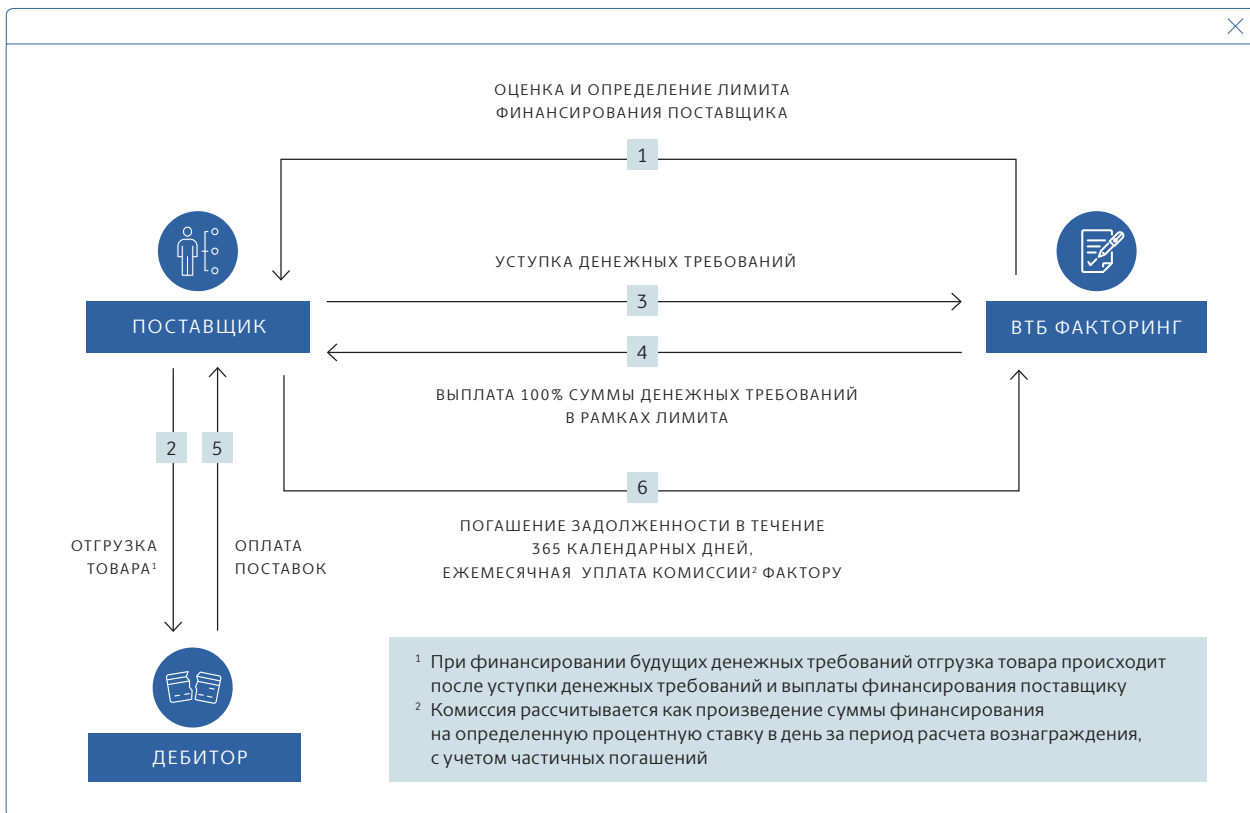 ОЦЕНКА И ОПРЕДЕЛЕНИЕ ЛИМИТА
ФИНАНСИРОВАНИЯ ПОСТАВЩИКА
1
УСТУПКА ДЕНЕЖНЫХ ТРЕБОВАНИЙ
3
ПОСТАВЩИК
ВТБ ФАКТОРИНГ
4
ВЫПЛАТА 100% СУММЫ ДЕНЕЖНЫХ ТРЕБОВАНИЙ
В РАМКАХ ЛИМИТА
2
5
6
ПОГАШЕНИЕ ЗАДОЛЖЕННОСТИ В ТЕЧЕНИЕ
365 КАЛЕНДАРНЫХ ДНЕЙ,
ЕЖЕМЕСЯЧНАЯ УПЛАТА КОМИССИИ² ФАКТОРУ
ОТГРУЗКА
ТОВАРА¹
ОПЛАТА
ПОСТАВОК
ДЕБИТОР
¹ При финансировании будущих денежных требований отгрузка товара происходит
после уступки денежных требований и выплаты финансирования поставщику
² Комиссия рассчитывается как произведение суммы финансирования
на определенную процентную ставку в день за период расчета вознаграждения,
с учетом частичных погашений